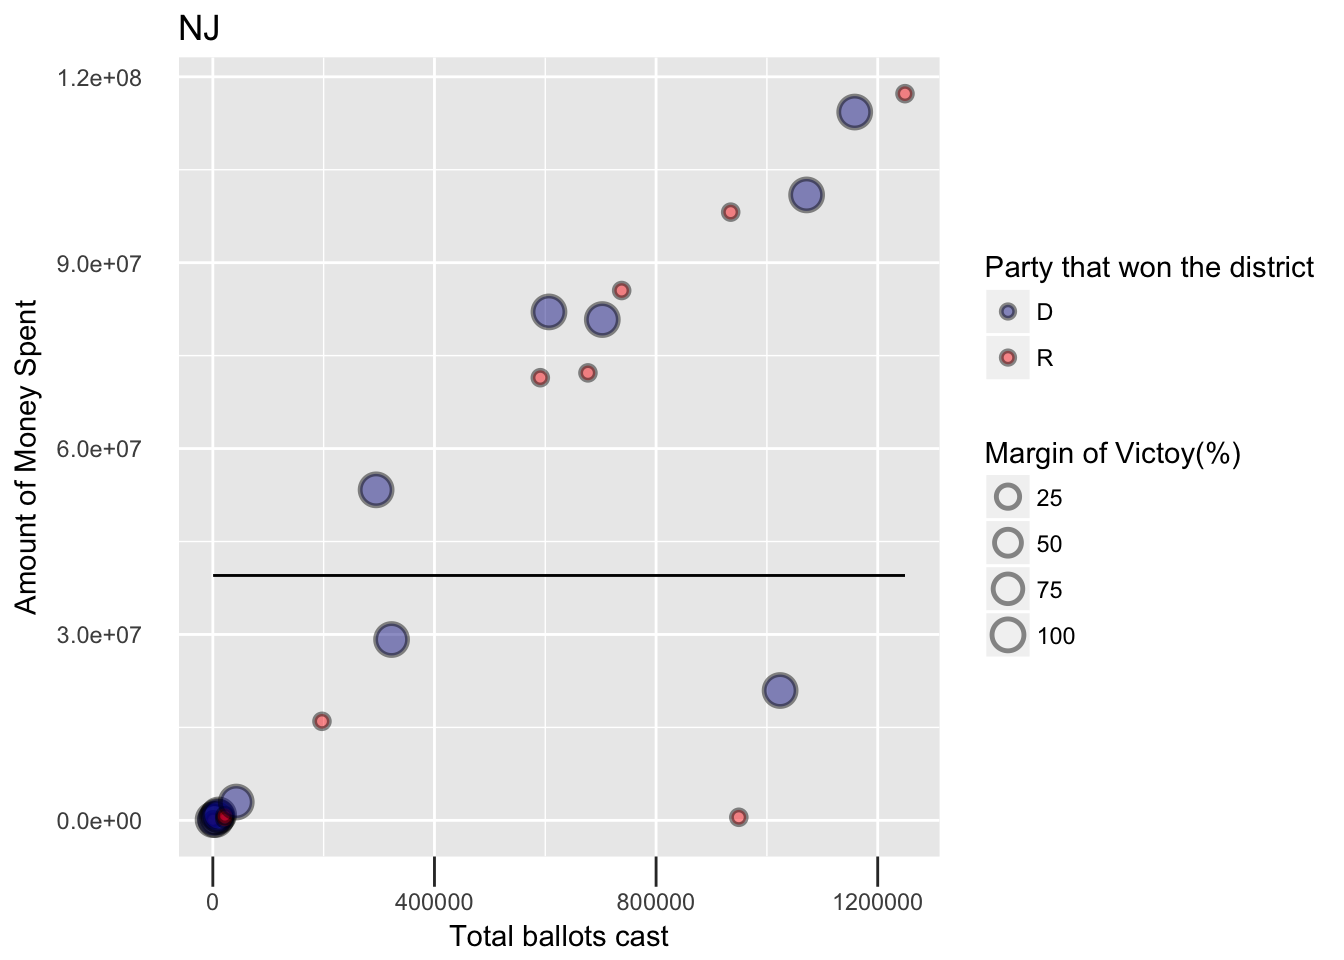 NJ
1.2e+08
9.0e+07
6.0e+07
3.0e+07
0.0e+00
Amount of Money Spent
0
400000
800000
1200000
Total ballots cast
Party that won the district
D
R
Margin of Victoy(%)
25
50
75
100